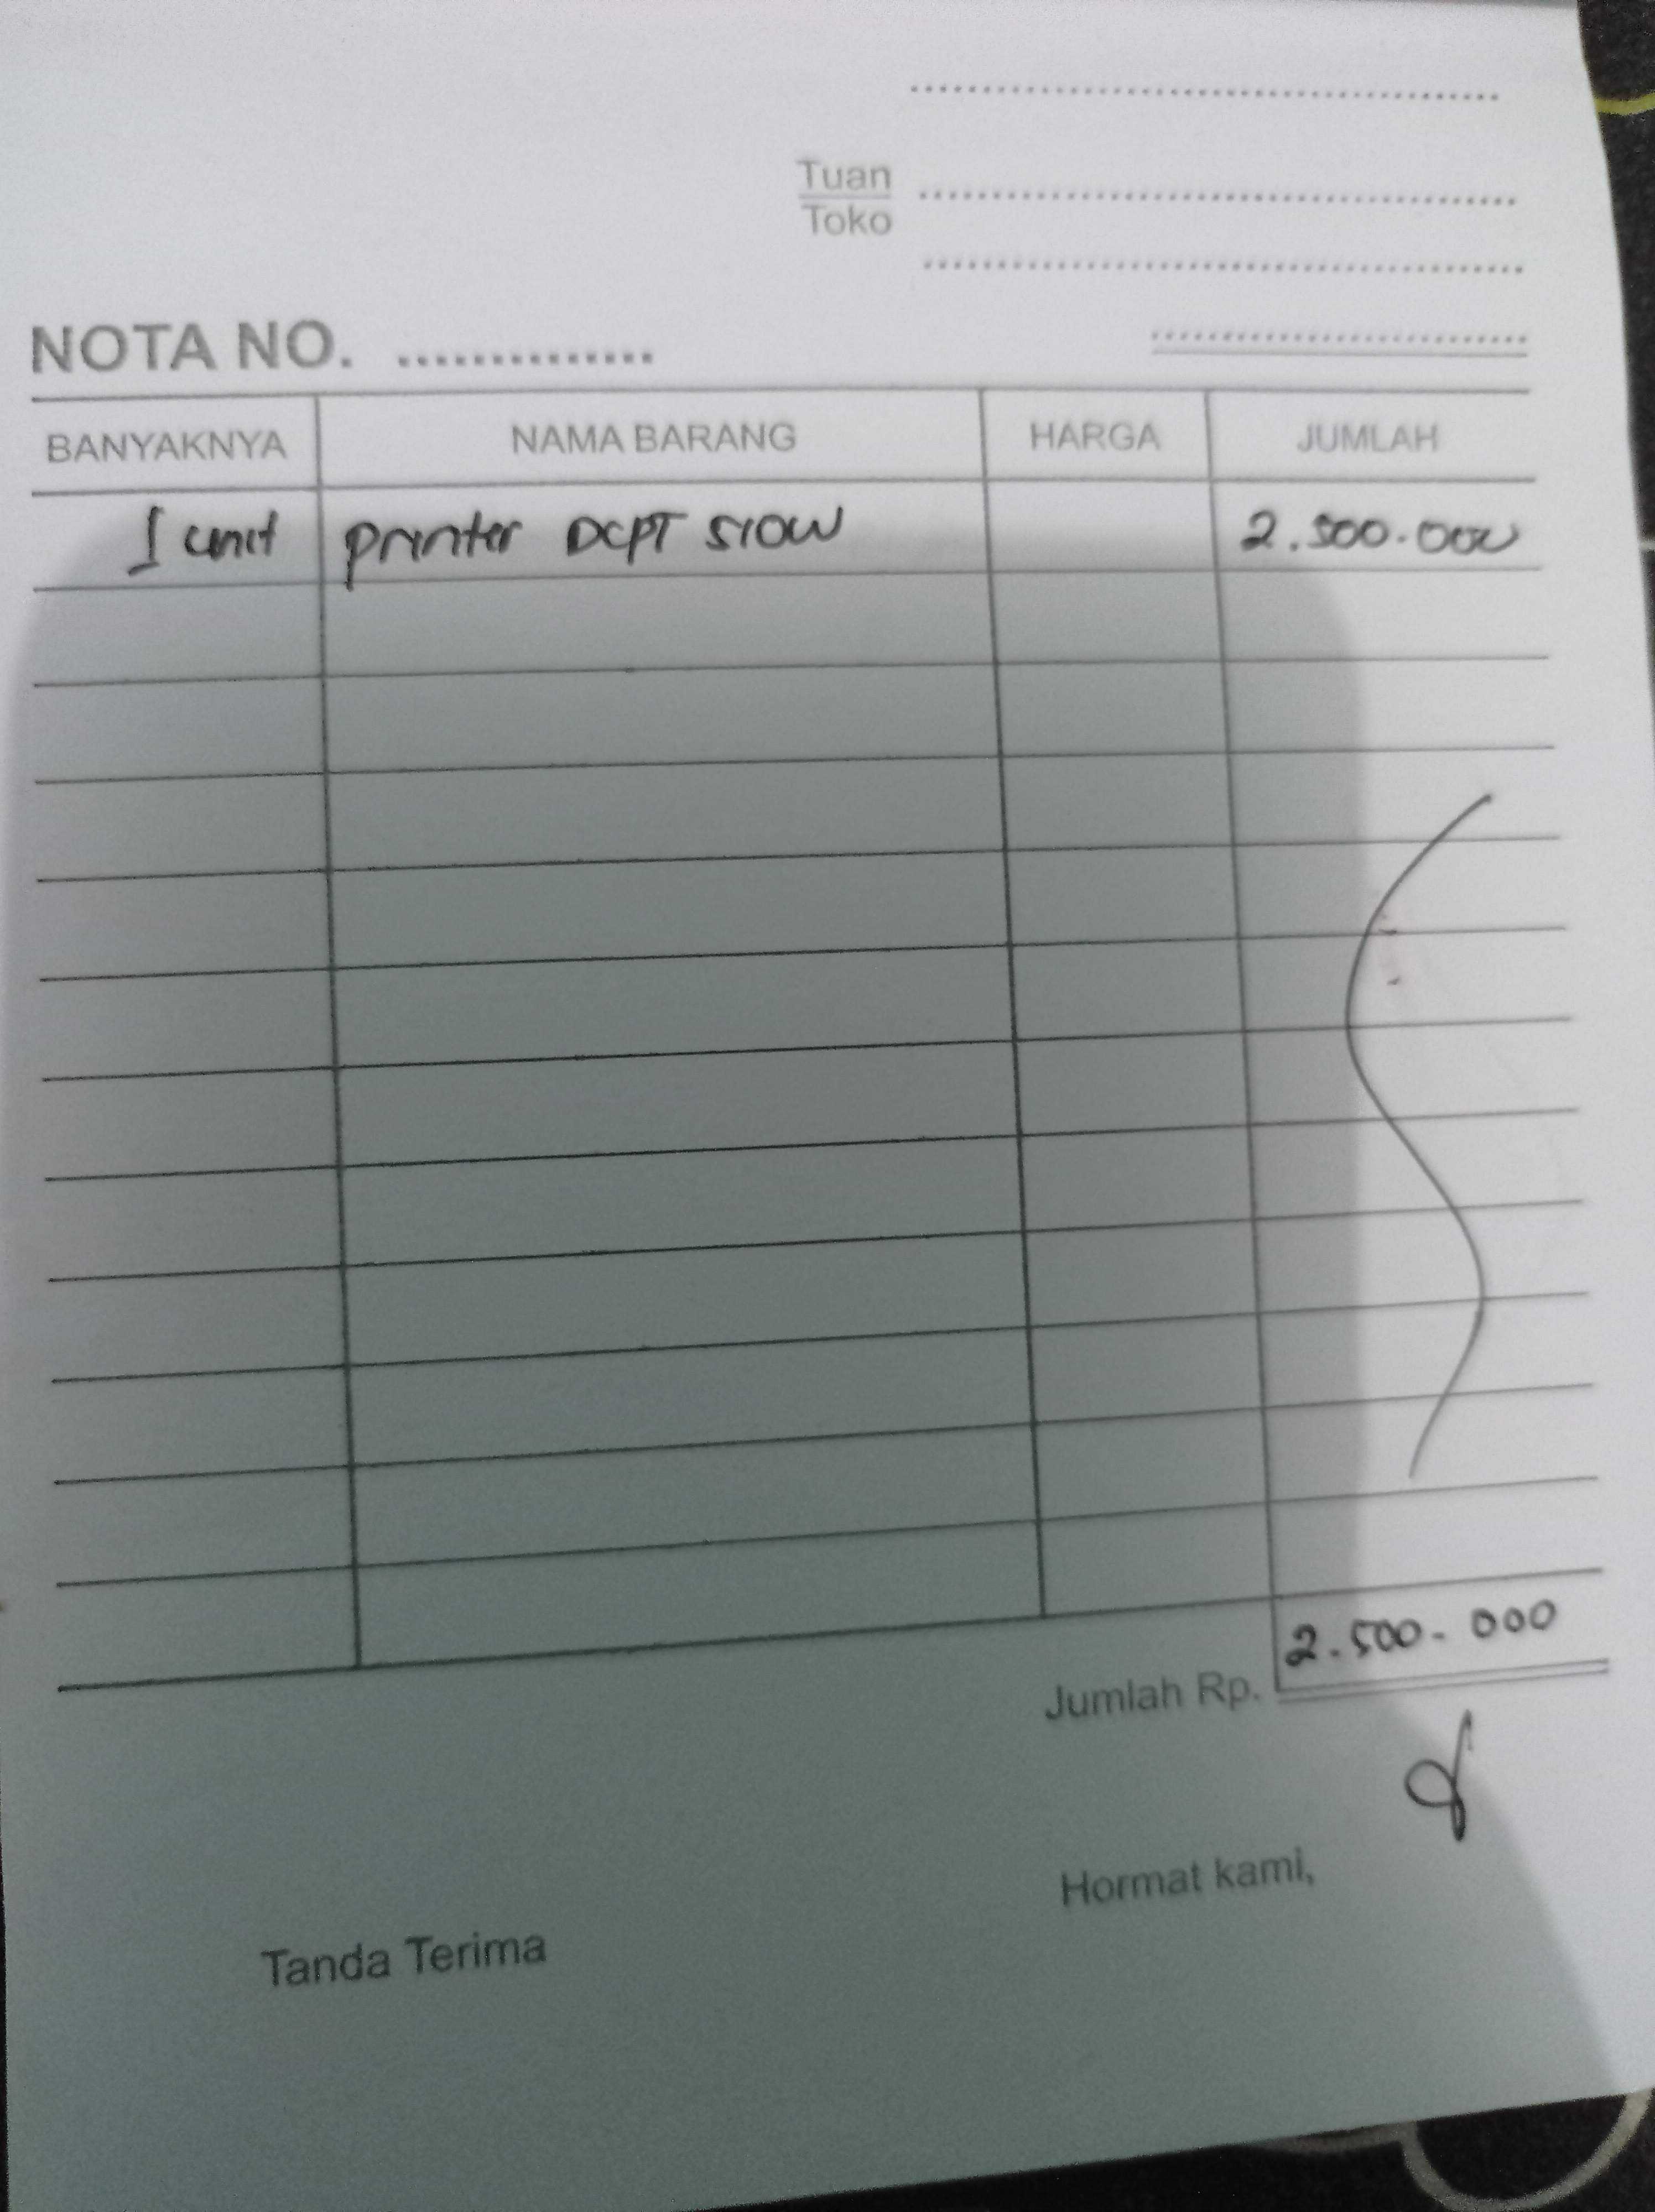 Tuan
Toko
NOTA NO.
BANYAKNYA NAMA BARANG HARGA JUMLAH
1 unit printer DCPT 510W 2.500.000
2.500.000
Jumlah Rp.
Hormat kami,
Tanda Terima